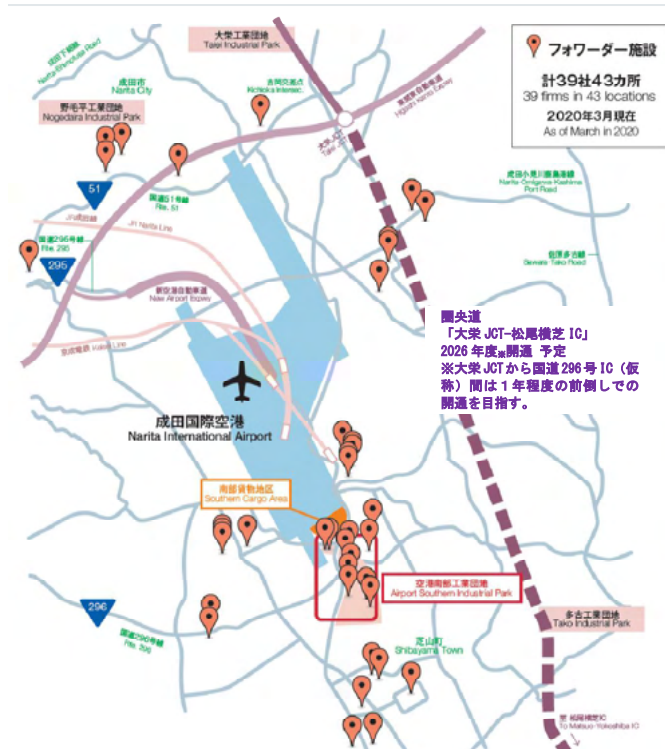 大栄工業団地
Taiei Industrial Park
フォワーダー施設
計39社43カ所
39 firms in 43 locations
2020年3月現在
As of March in 2020
成田市
Narita City
吉岡交差点
東関東自動車道
Higashi Kanto Expwy
野毛平工業団地
Nogedaira Industrial Park
大栄JCT
Taiei JCT
成田小見川鹿島港線
Narita-Omigawa Kashima
Port Road
51
国道51号線
Rte. 51
JR成田線
JR Narita Line
国道295号線
Rte. 295
295
新空港自動車道
New Airport Expwy
京成電鉄 Keisei Line
圏央道
「大栄 JCT-松尾横芝 IC」
2026 年度※開通 予定
※大栄 JCT から国道 296 号 IC（仮
称）間は 1 年程度の前倒しでの
開通を目指す。
成田国際空港
Narita International Airport
南部貨物地区
Southern Cargo Area
空港南部工業団地
Airport Southern Industrial Park
296
国道296号線
Rte. 296
多古工業団地
Tako Industrial Park
芝山町
Shibayama Town
至 松尾横芝IC
To Matsuo-Yokoshiba IC